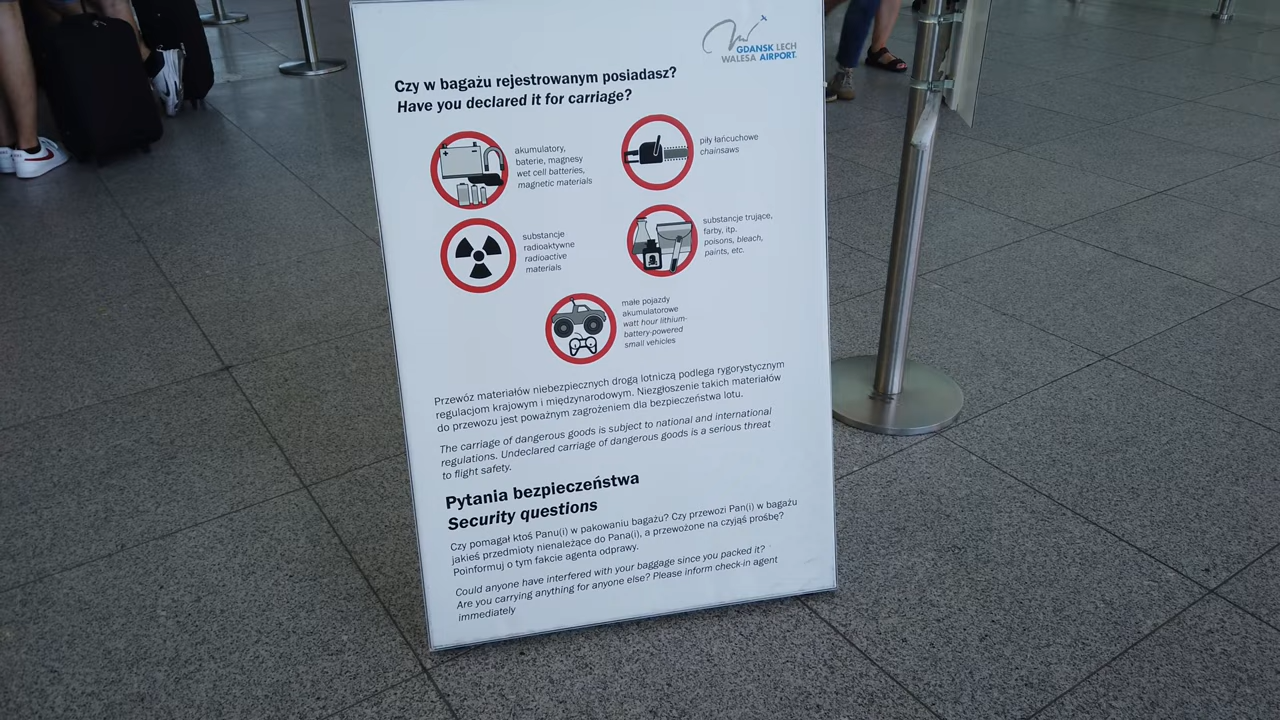 GDANSK LECH
WALESA AIRPORT.
Czy w bagażu rejestrowanym posiadasz?
Have you declared it for carriage?
akumulatory,
baterie, magnesy
wet cell batteries,
magnetic materials
piły łańcuchowe
chainsaws
substancje
radioaktywne
radioactive
materials
substancje trujące,
farby, itp.
poisons, bleach,
paints, etc.
małe pojazdy
akumulatorowe
watt hour lithium-
battery-powered
small vehicles
Przewóz materiałów niebezpiecznych drogą lotniczą podlega rygorystycznym
regulacjom krajowym i międzynarodowym. Niezgłoszenie takich materiałów
do przewozu jest poważnym zagrożeniem dla bezpieczeństwa lotu.
The carriage of dangerous goods is subject to national and international
regulations. Undeclared carriage of dangerous goods is a serious threat
to flight safety.
Pytania bezpieczeństwa
Security questions
Czy pomagał ktoś Panu(i) w pakowaniu bagażu? Czy przewozi Pan(i) w bagażu
jakieś przedmioty nienależące do Pana(i), a przewożone na czyjąś prośbę?
Poinformuj o tym fakcie agenta odprawy.
Could anyone have interfered with your baggage since you packed it?
Are you carrying anything for anyone else? Please inform check-in agent
immediately